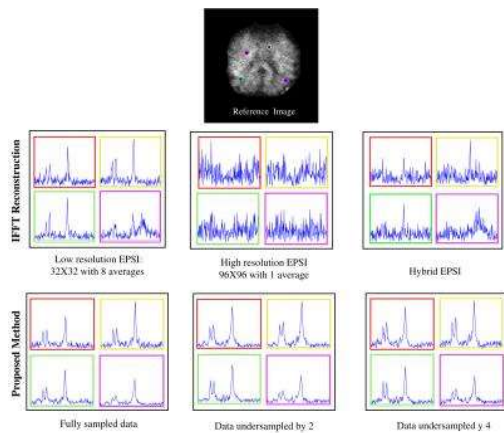 Reference Image
IFFT Reconstruction
Low resolution EPSI:
32X32 with 8 averages
High resolution EPSI
96X96 with 1 average
Hybrid EPSI
Proposed Method
Fully sampled data
Data undersampled by 2
Data undersampled y 4